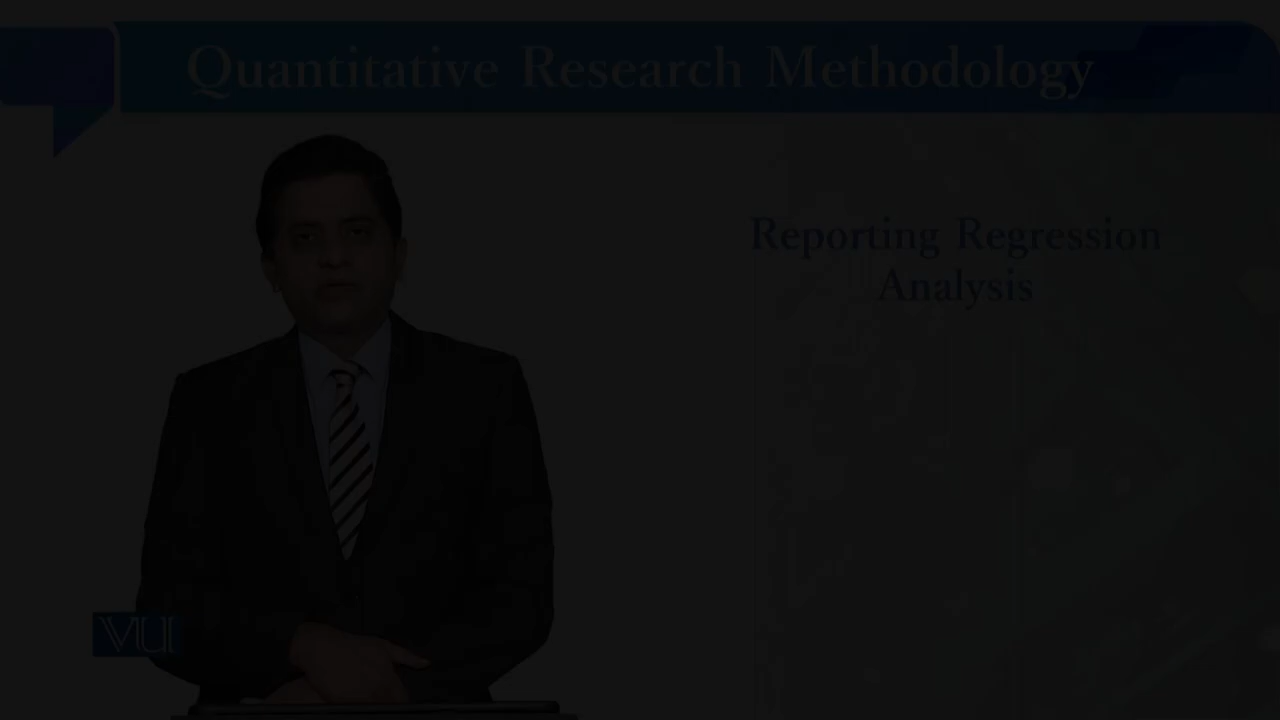 Quantitative Research Methodology
Reporting Regression
Analysis
VU